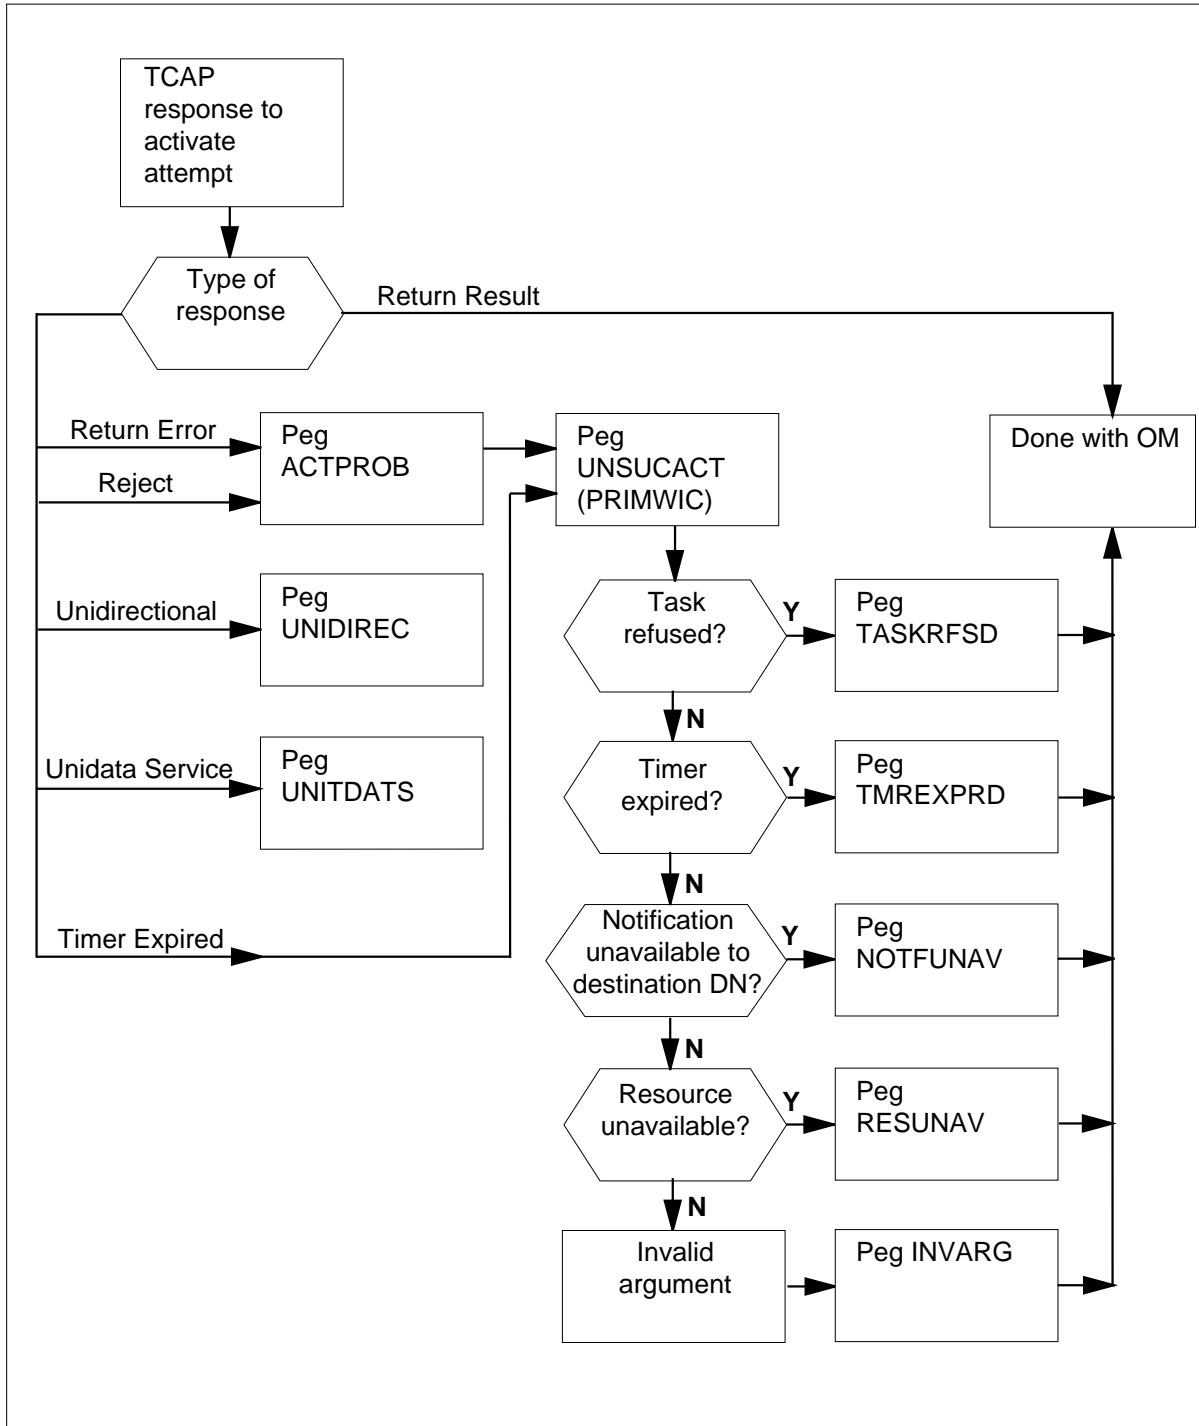 TCAP
response to
activate
attempt
Type of
response
Return Result
Return Error
Reject
Peg
ACTPROB
Peg
UNSUCACT
(PRIMWIC)
Done with OM
Unidirectional
Peg
UNIDIREC
Task
refused?
Y
Peg
TASKRFSD
N
Unidata Service
Peg
UNITDATS
Timer
expired?
Y
Peg
TMREXPRD
N
Timer Expired
Notification
unavailable to
destination DN?
Y
Peg
NOTFUNAV
N
Resource
unavailable?
Y
Peg
RESUNAV
N
Invalid
argument
Peg INVARG